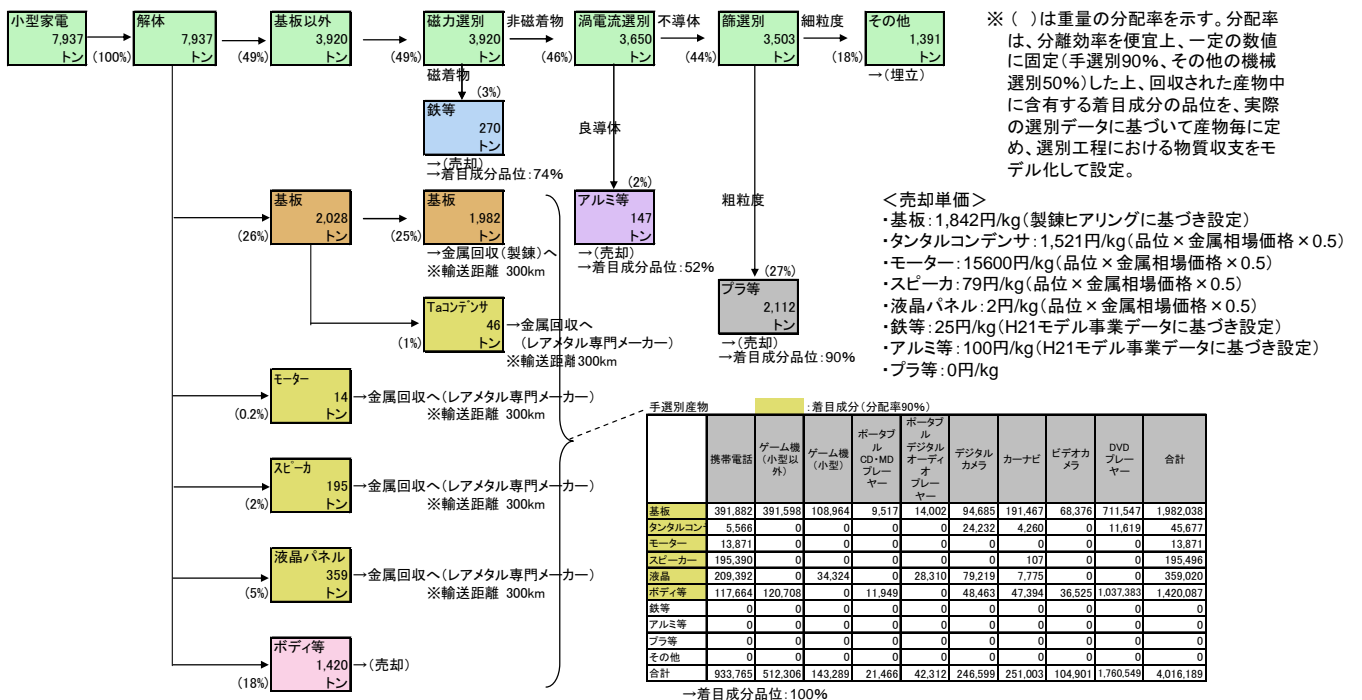 小型家電
7,937
トン
(100%)
解体
7,937
トン
(49%)
基板以外
3,920
トン
(49%)
磁力選別
3,920
トン
非磁着物
(46%)
渦電流選別
3,650
トン
不導体
(44%)
篩選別
3,503
トン
細粒度
(18%)
その他
1,391
トン
→(埋立)
※ ( )は重量の分配率を示す。分配率
は、分離効率を便宜上、一定の数値
に固定(手選別90%、その他の機械
選別50%)した上、回収された産物中
に含有する着目成分の品位を、実際
の選別データに基づいて産物毎に定
め、選別工程における物質収支をモ
デル化して設定。
磁着物
(3%)
鉄等
270
トン
→(売却)
→着目成分品位:74%
良導体
(2%)
アルミ等
147
トン
→(売却)
→着目成分品位:52%
粗粒度
(27%)
プラ等
2,112
トン
→(売却)
→着目成分品位:90%
<売却単価>
・基板:1,842円/kg(製錬ヒアリングに基づき設定)
・タンタルコンデンサ:1,521円/kg(品位×金属相場価格×0.5)
・モーター:15600円/kg(品位×金属相場価格×0.5)
・スピーカ:79円/kg(品位×金属相場価格×0.5)
・液晶パネル:2円/kg(品位×金属相場価格×0.5)
・鉄等:25円/kg(H21モデル事業データに基づき設定)
・アルミ等:100円/kg(H21モデル事業データに基づき設定)
・プラ等:0円/kg
基板
2,028
トン
(26%)
基板
1,982
トン
(25%)
→金属回収(製錬)へ
※輸送距離 300km
Taコンデンサ
46
トン
(1%)
→金属回収へ
(レアメタル専門メーカー)
※輸送距離300km
モーター
14
トン
(0.2%)
→金属回収へ(レアメタル専門メーカー)
※輸送距離 300km
スピーカ
195
トン
(2%)
→金属回収へ(レアメタル専門メーカー)
※輸送距離 300km
液晶パネル
359
トン
(5%)
→金属回収へ(レアメタル専門メーカー)
※輸送距離 300km
ボディ等
1,420
トン
(18%)
→(売却)
手選別産物 :着目成分(分配率90%)
携帯電話 ゲーム機(小型以外) ゲーム機(小型) ポータブルCD・MDプレーヤー ポータブルデジタルオーディオプレーヤー デジタルカメラ カーナビ ビデオカメラ DVDプレーヤー 合計
基板 391,882 391,598 108,964 9,517 14,002 94,685 191,467 68,376 711,547 1,982,038
タンタルコン 5,566 0 0 0 0 24,232 4,260 0 11,619 45,677
モーター 13,871 0 0 0 0 0 0 0 0 13,871
スピーカー 195,390 0 0 0 0 0 107 0 0 195,496
液晶 209,392 0 34,324 0 28,310 79,219 7,775 0 0 359,020
ボディ等 117,664 120,708 0 11,949 0 48,463 47,394 36,525 1,037,383 1,420,087
鉄等 0 0 0 0 0 0 0 0 0 0
アルミ等 0 0 0 0 0 0 0 0 0 0
プラ等 0 0 0 0 0 0 0 0 0 0
その他 0 0 0 0 0 0 0 0 0 0
合計 933,765 512,306 143,289 21,466 42,312 246,599 251,003 104,901 1,760,549 4,016,189
→着目成分品位:100%